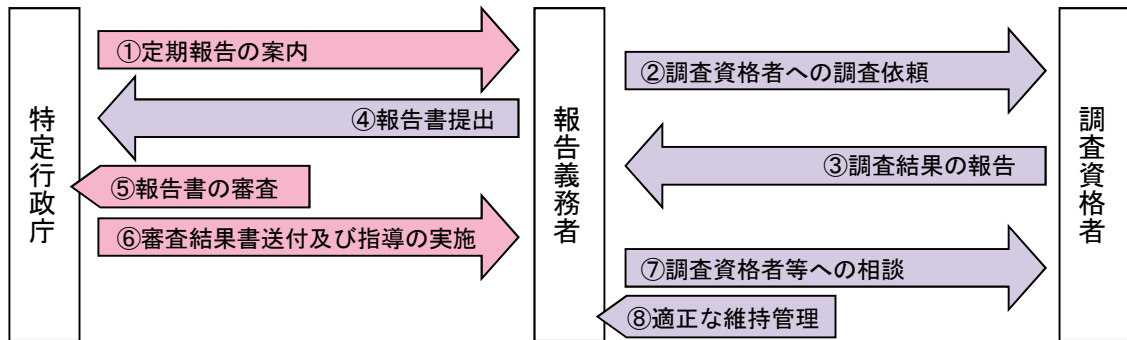 特定行政庁
①定期報告の案内
④報告書提出
⑤報告書の審査
⑥審査結果書送付及び指導の実施
報告義務者
②調査資格者への調査依頼
③調査結果の報告
⑦調査資格者等への相談
⑧適正な維持管理
調査資格者